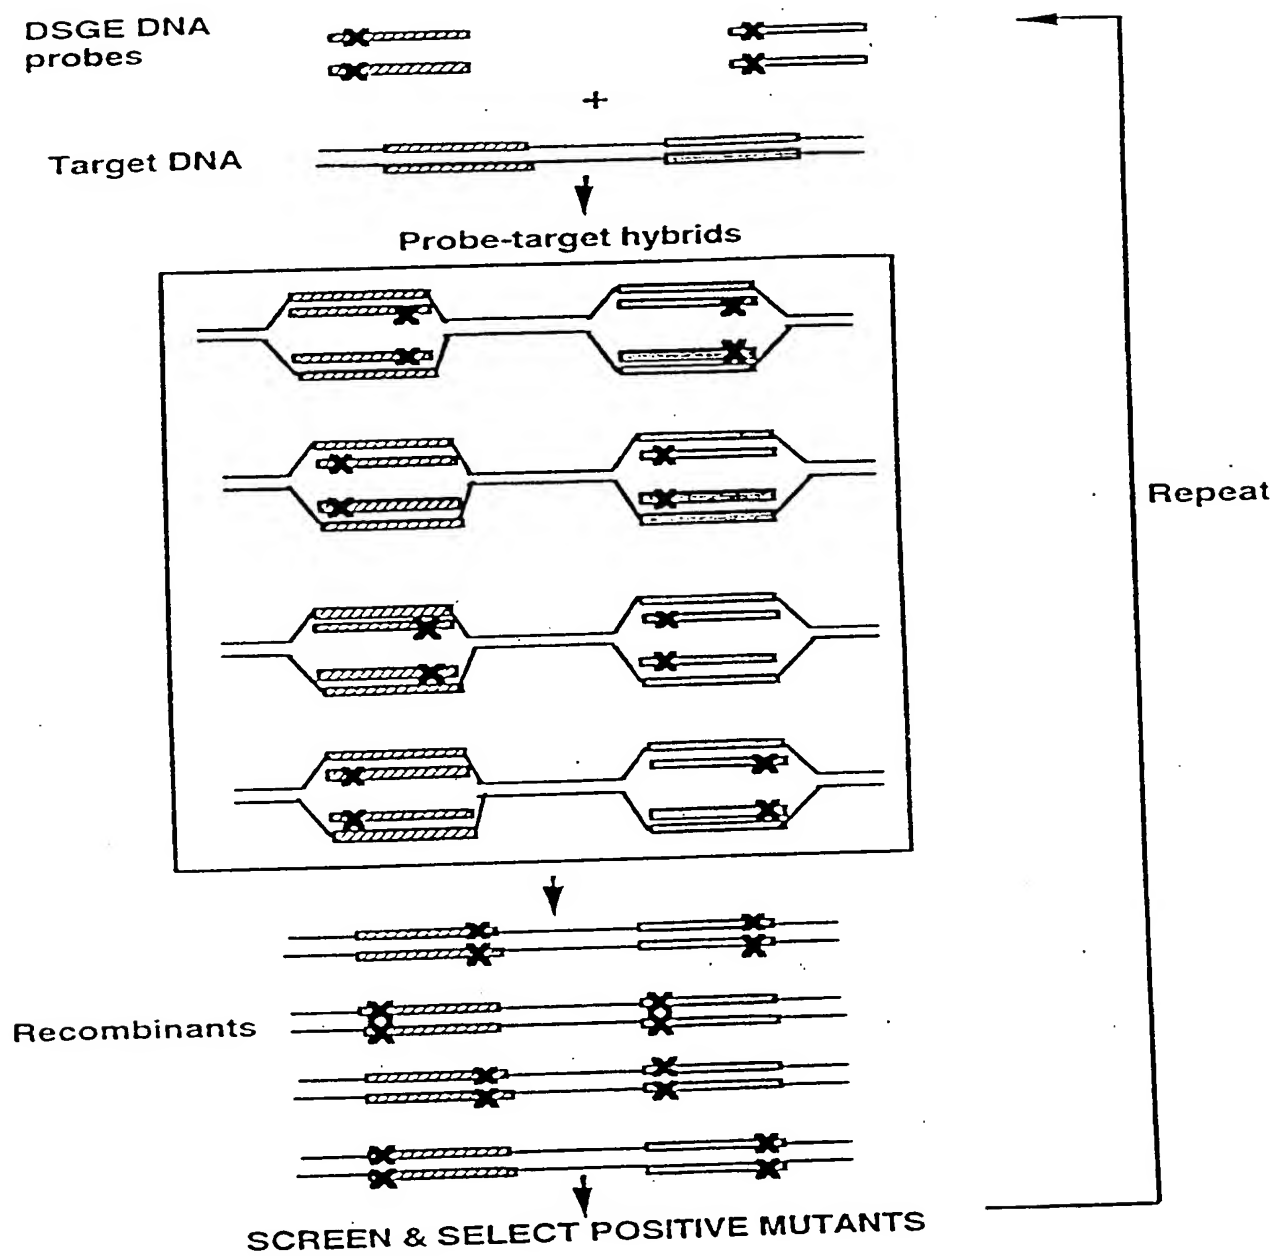 DSGE DNA
probes
+
Target DNA
Probe-target hybrids
Repeat
Recombinants
SCREEN & SELECT POSITIVE MUTANTS